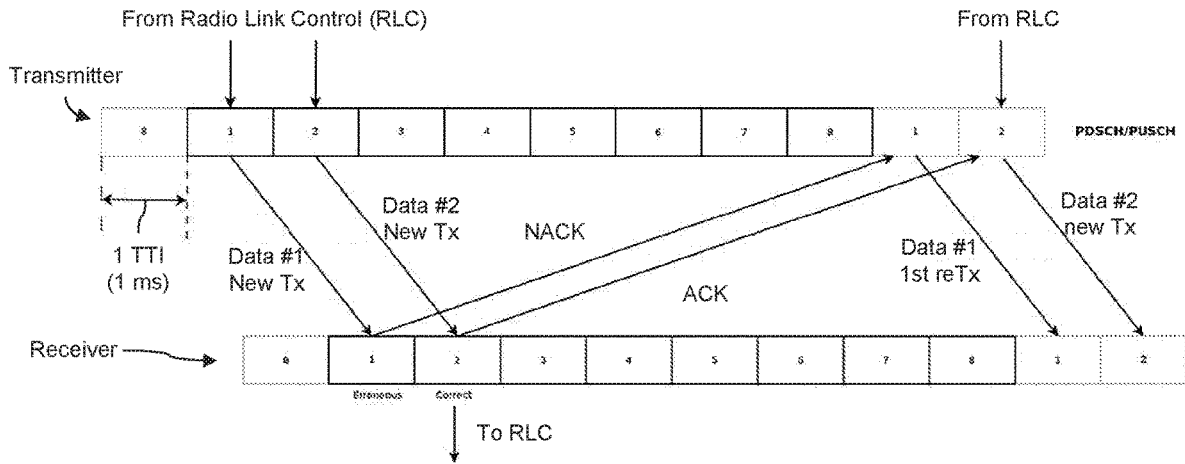 From Radio Link Control (RLC)
From RLC
Transmitter
8 1 2 3 4 5 6 7 8 1 2
PDSCH/PUSCH
1 TTI
(1 ms)
Data #1
New Tx
Data #2
New Tx
NACK
ACK
Data #1
1st reTx
Data #2
new Tx
Receiver
8 1 2 3 4 5 6 7 8 1 2
Erroneous
Correct
To RLC